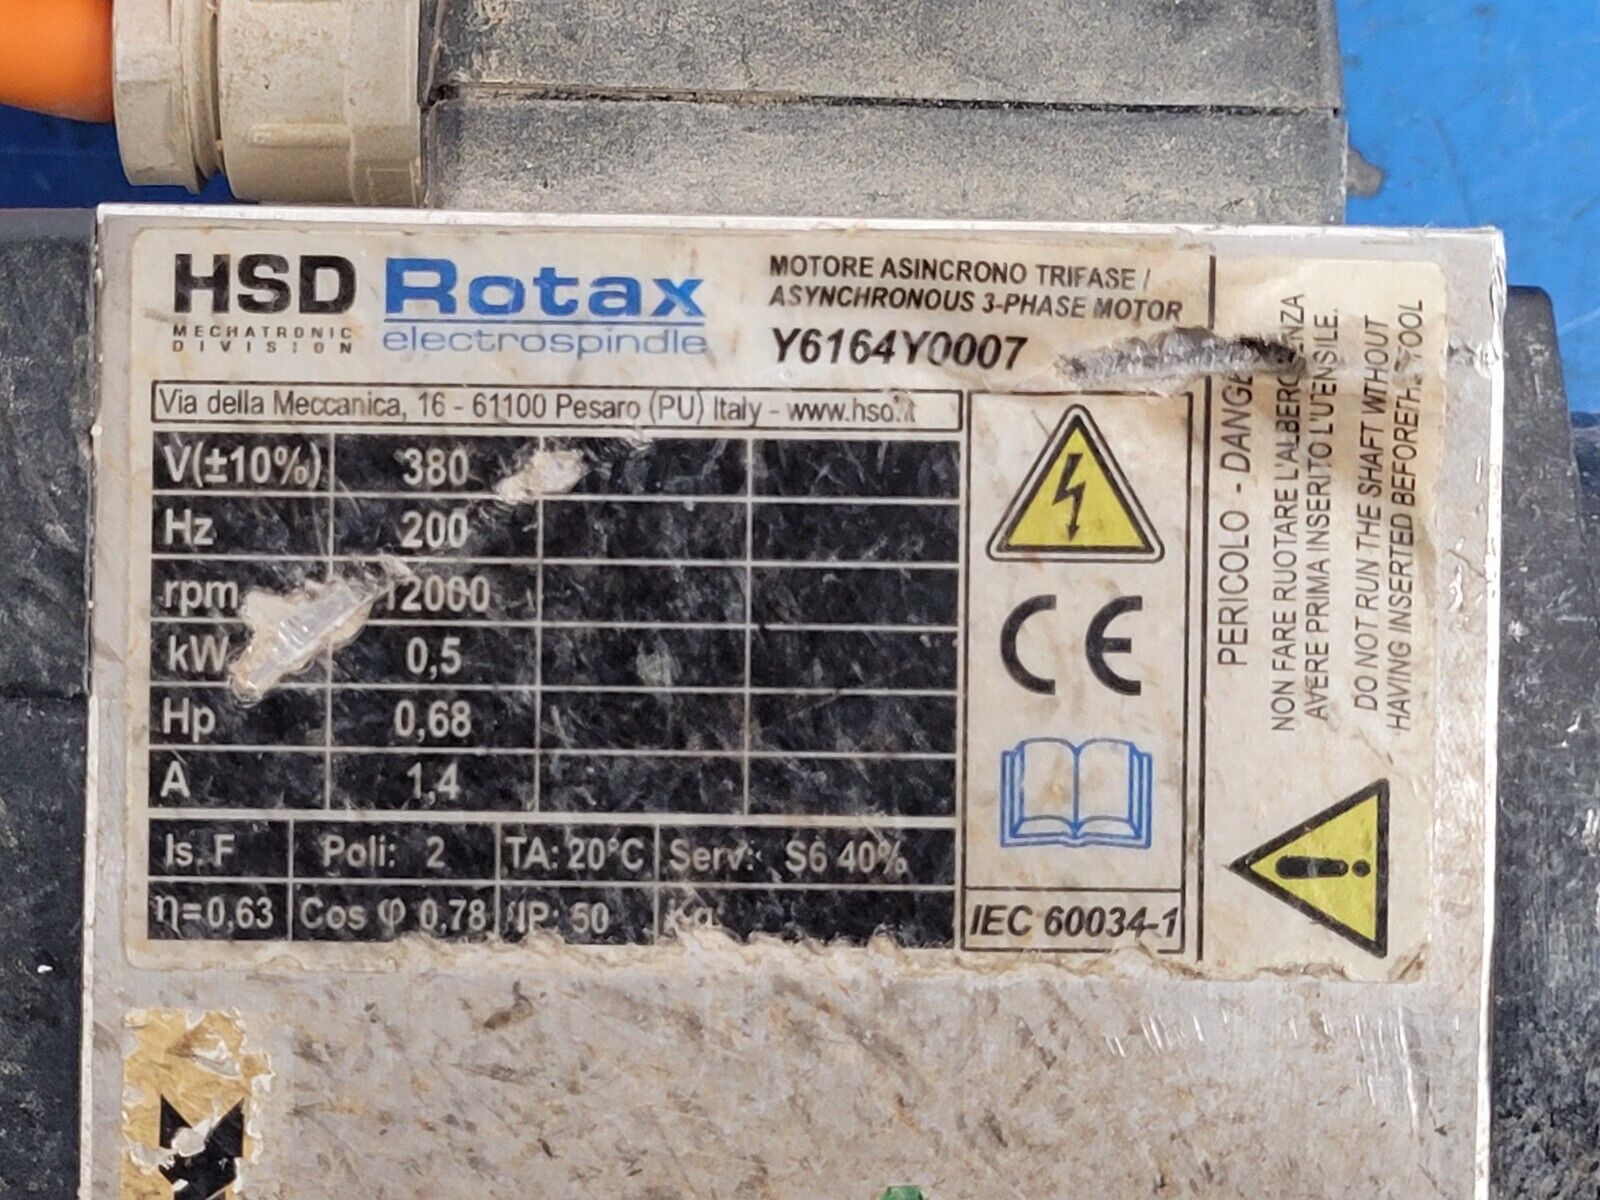 HSD Rotax
MECHATRONIC
DIVISION
electrospindle
MOTORE ASINCRONO TRIFASE /
ASYNCHRONOUS 3-PHASE MOTOR
Y6164Y0007
Via della Meccanica, 16 - 61100 Pesaro (PU) Italy - www.hsd.it
V(±10%) 380
Hz 200
rpm 12000
kW 0,5
Hp 0,68
A 1,4
Is. F Poli: 2 TA: 20°C Serv.: S6 40%
η=0,63 Cos φ 0,78 IP: 50 Kg:
CE
IEC 60034-1
PERICOLO - DANGER
NON FARE RUOTARE L'ALBERO SENZA
AVERE PRIMA INSERITO L'UTENSILE.
DO NOT RUN THE SHAFT WITHOUT
HAVING INSERTED BEFORE THE TOOL